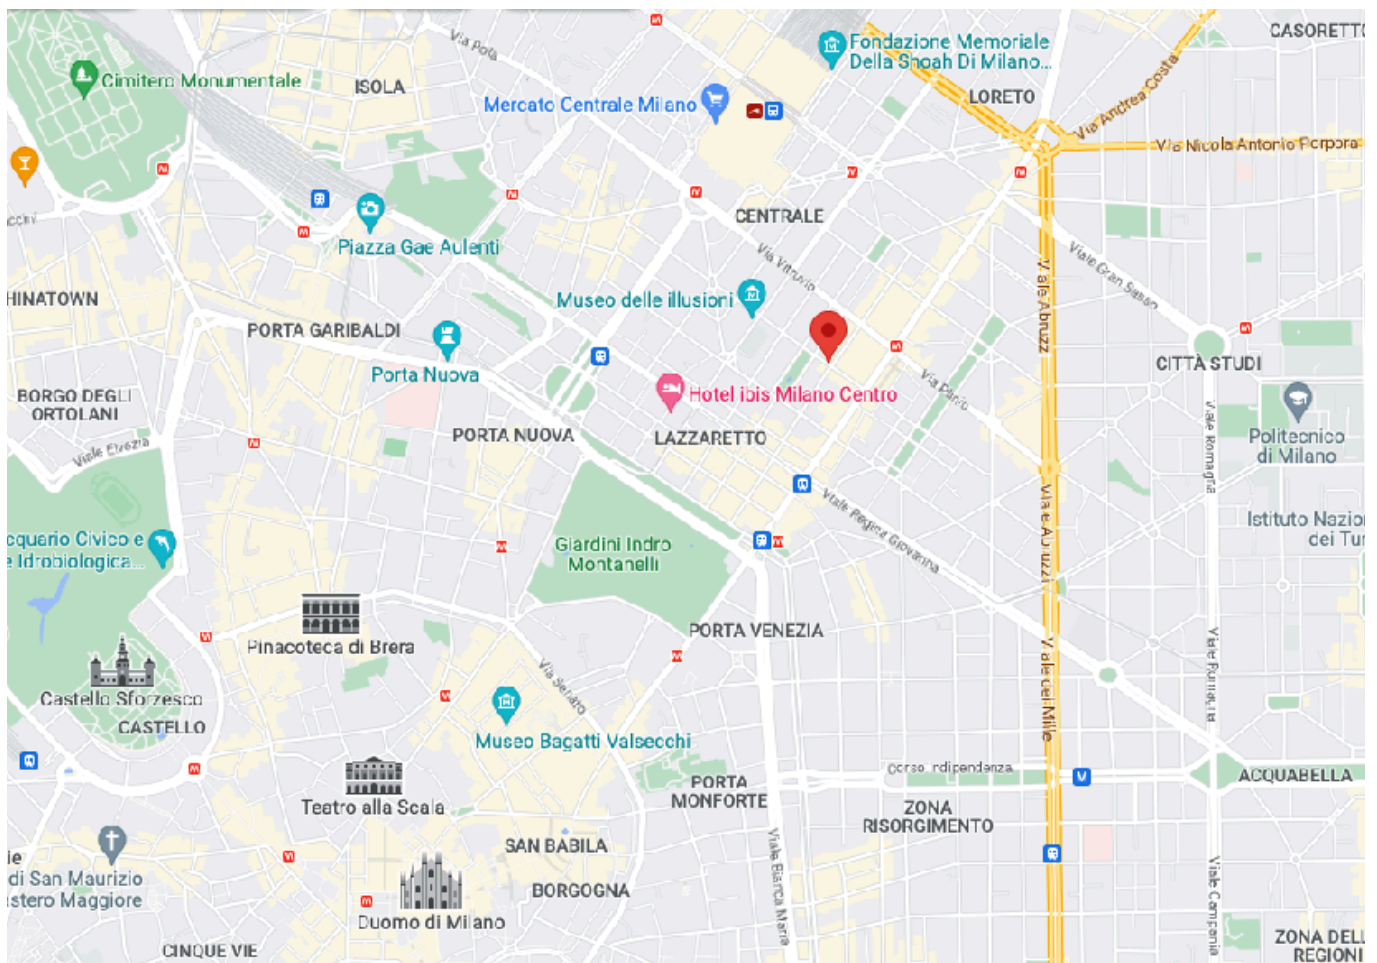 Via Pola
Fondazione Memoriale
Della Shoah Di Milano...
CASORETTO
Cimitero Monumentale
ISOLA
Mercato Centrale Milano
LORETO
Via Andrea Costa
Via Nicola Antonio Porpora
CENTRALE
Piazza Gae Aulenti
Via Vitruvio
Viale Gran Sasso
Viale Abruzzi
HINATOWN
Museo delle illusioni
PORTA GARIBALDI
Porta Nuova
CITTÀ STUDI
BORGO DEGLI
ORTOLANI
Hotel ibis Milano Centro
Viale Elvezia
PORTA NUOVA
LAZZARETTO
Viale Romagna
Politecnico
di Milano
Viale Regina Giovanna
Viale Abruzzi
Istituto Nazio
dei Tu
cquario Civico e
e Idrobiologica...
Giardini Indro
Montanelli
Pinacoteca di Brera
PORTA VENEZIA
Viale dei Mille
Viale Romagna
Castello Sforzesco
CASTELLO
Via Senato
Museo Bagatti Valsecchi
Corso Indipendenza
ACQUABELLA
PORTA
MONFORTE
Teatro alla Scala
ZONA
RISORGIMENTO
SAN BABILA
Viale Bianca Maria
Viale Campania
ie
di San Maurizio
stero Maggiore
BORGOGNA
Duomo di Milano
CINQUE VIE
ZONA DELL
REGIONI